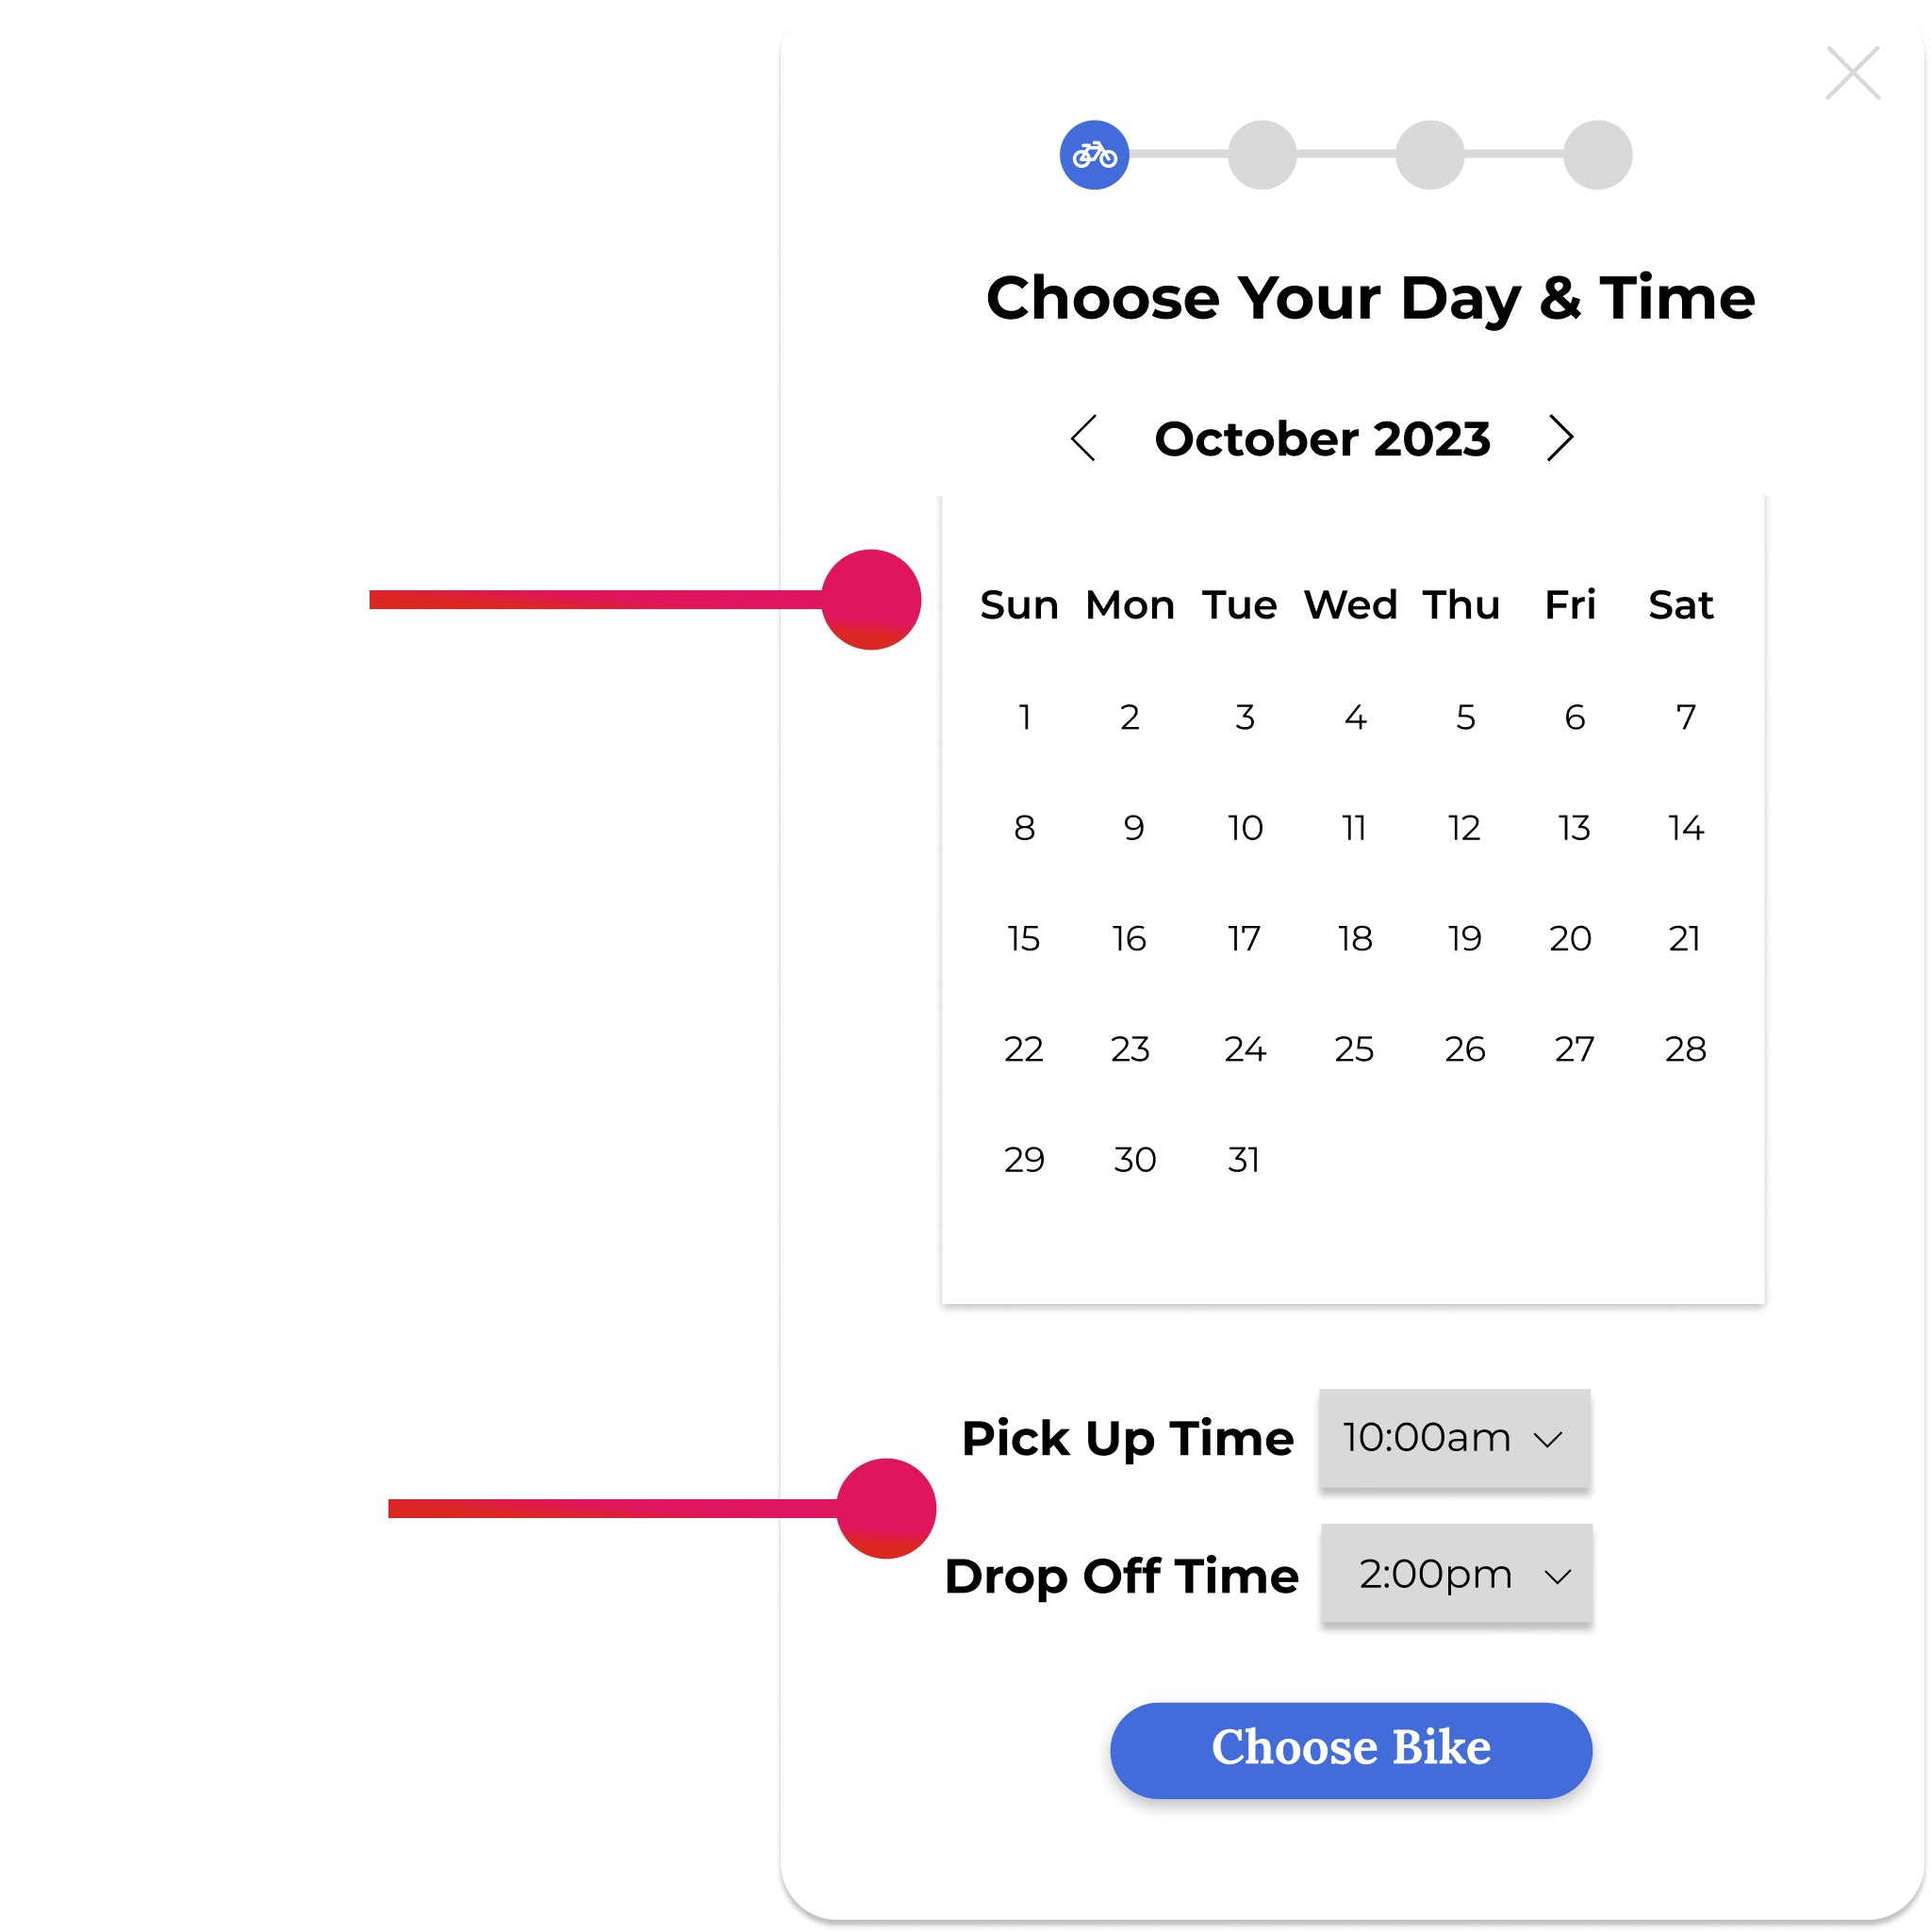 Choose Your Day & Time
October 2023
Sun Mon Tue Wed Thu Fri Sat
1 2 3 4 5 6 7
8 9 10 11 12 13 14
15 16 17 18 19 20 21
22 23 24 25 26 27 28
29 30 31
Pick Up Time 10:00am
Drop Off Time 2:00pm
Choose Bike